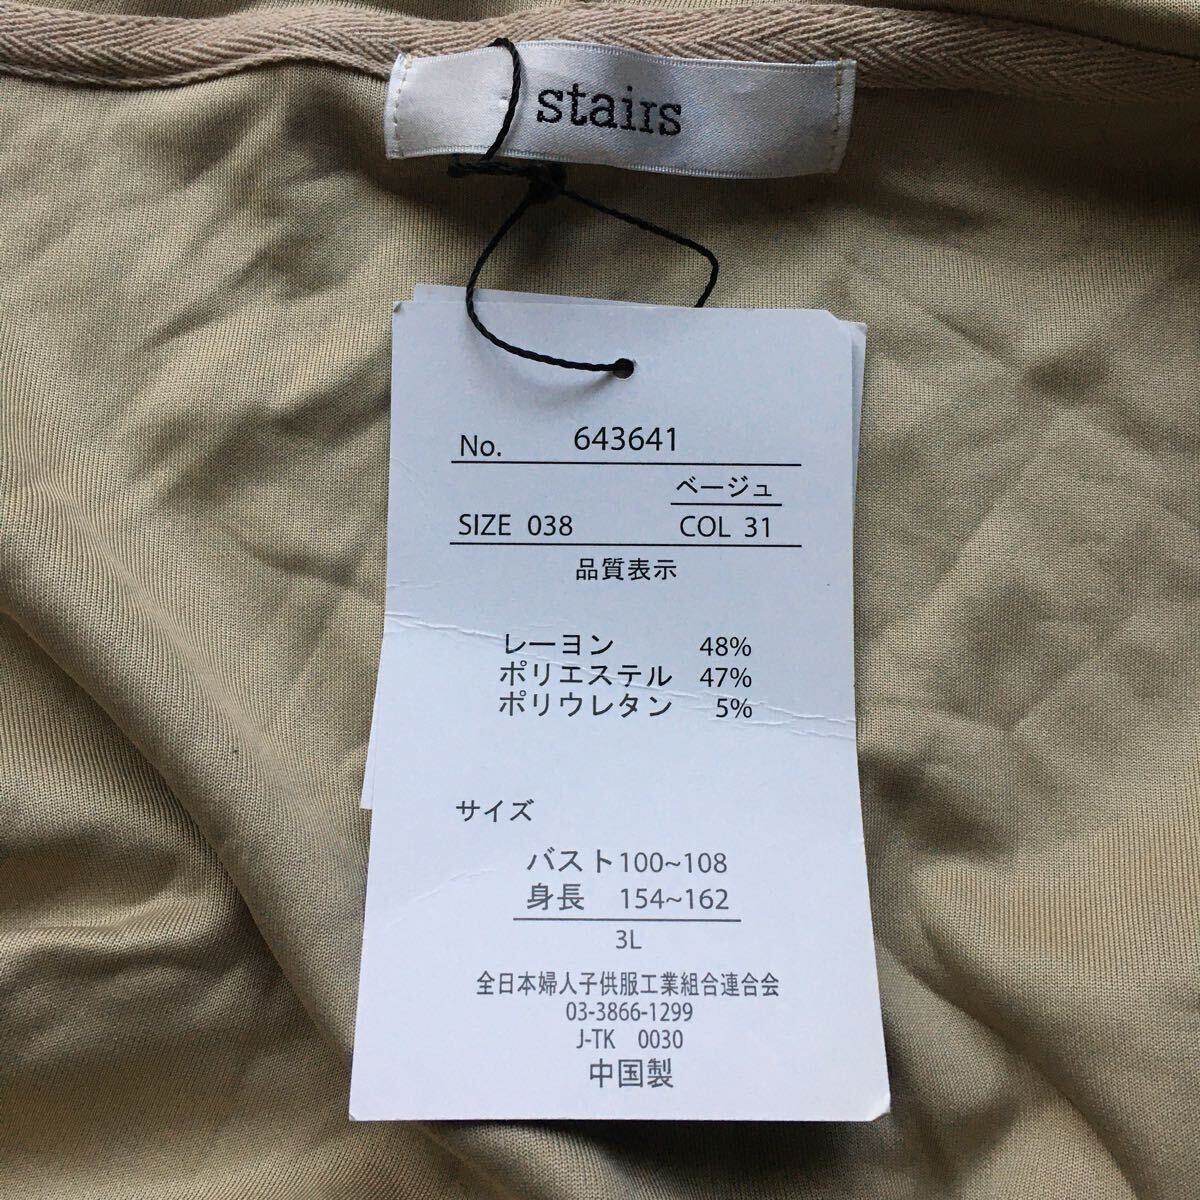 stairs
No. 643641
ベージュ
SIZE 038 COL 31
品質表示
レーヨン 48%
ポリエステル 47%
ポリウレタン 5%
サイズ
バスト 100~108
身長 154~162
3L
全日本婦人子供服工業組合連合会
03-3866-1299
J-TK 0030
中国製